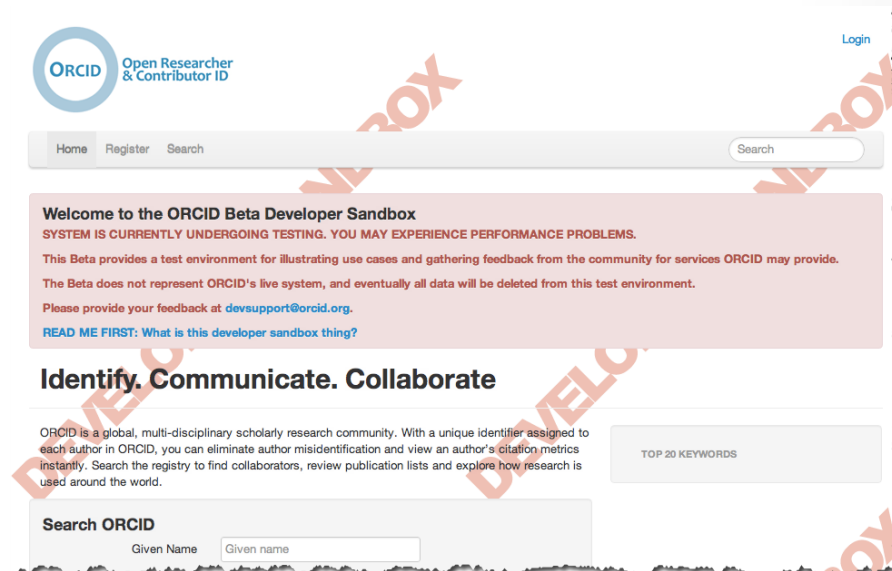 ORCID
Open Researcher
& Contributor ID
Login
Home Register Search
Search
Welcome to the ORCID Beta Developer Sandbox
SYSTEM IS CURRENTLY UNDERGOING TESTING. YOU MAY EXPERIENCE PERFORMANCE PROBLEMS.
This Beta provides a test environment for illustrating use cases and gathering feedback from the community for services ORCID may provide.
The Beta does not represent ORCID's live system, and eventually all data will be deleted from this test environment.
Please provide your feedback at devsupport@orcid.org.
READ ME FIRST: What is this developer sandbox thing?
Identify. Communicate. Collaborate
ORCID is a global, multi-disciplinary scholarly research community. With a unique identifier assigned to
each author in ORCID, you can eliminate author misidentification and view an author's citation metrics
instantly. Search the registry to find collaborators, review publication lists and explore how research is
used around the world.
TOP 20 KEYWORDS
Search ORCID
Given Name Given name